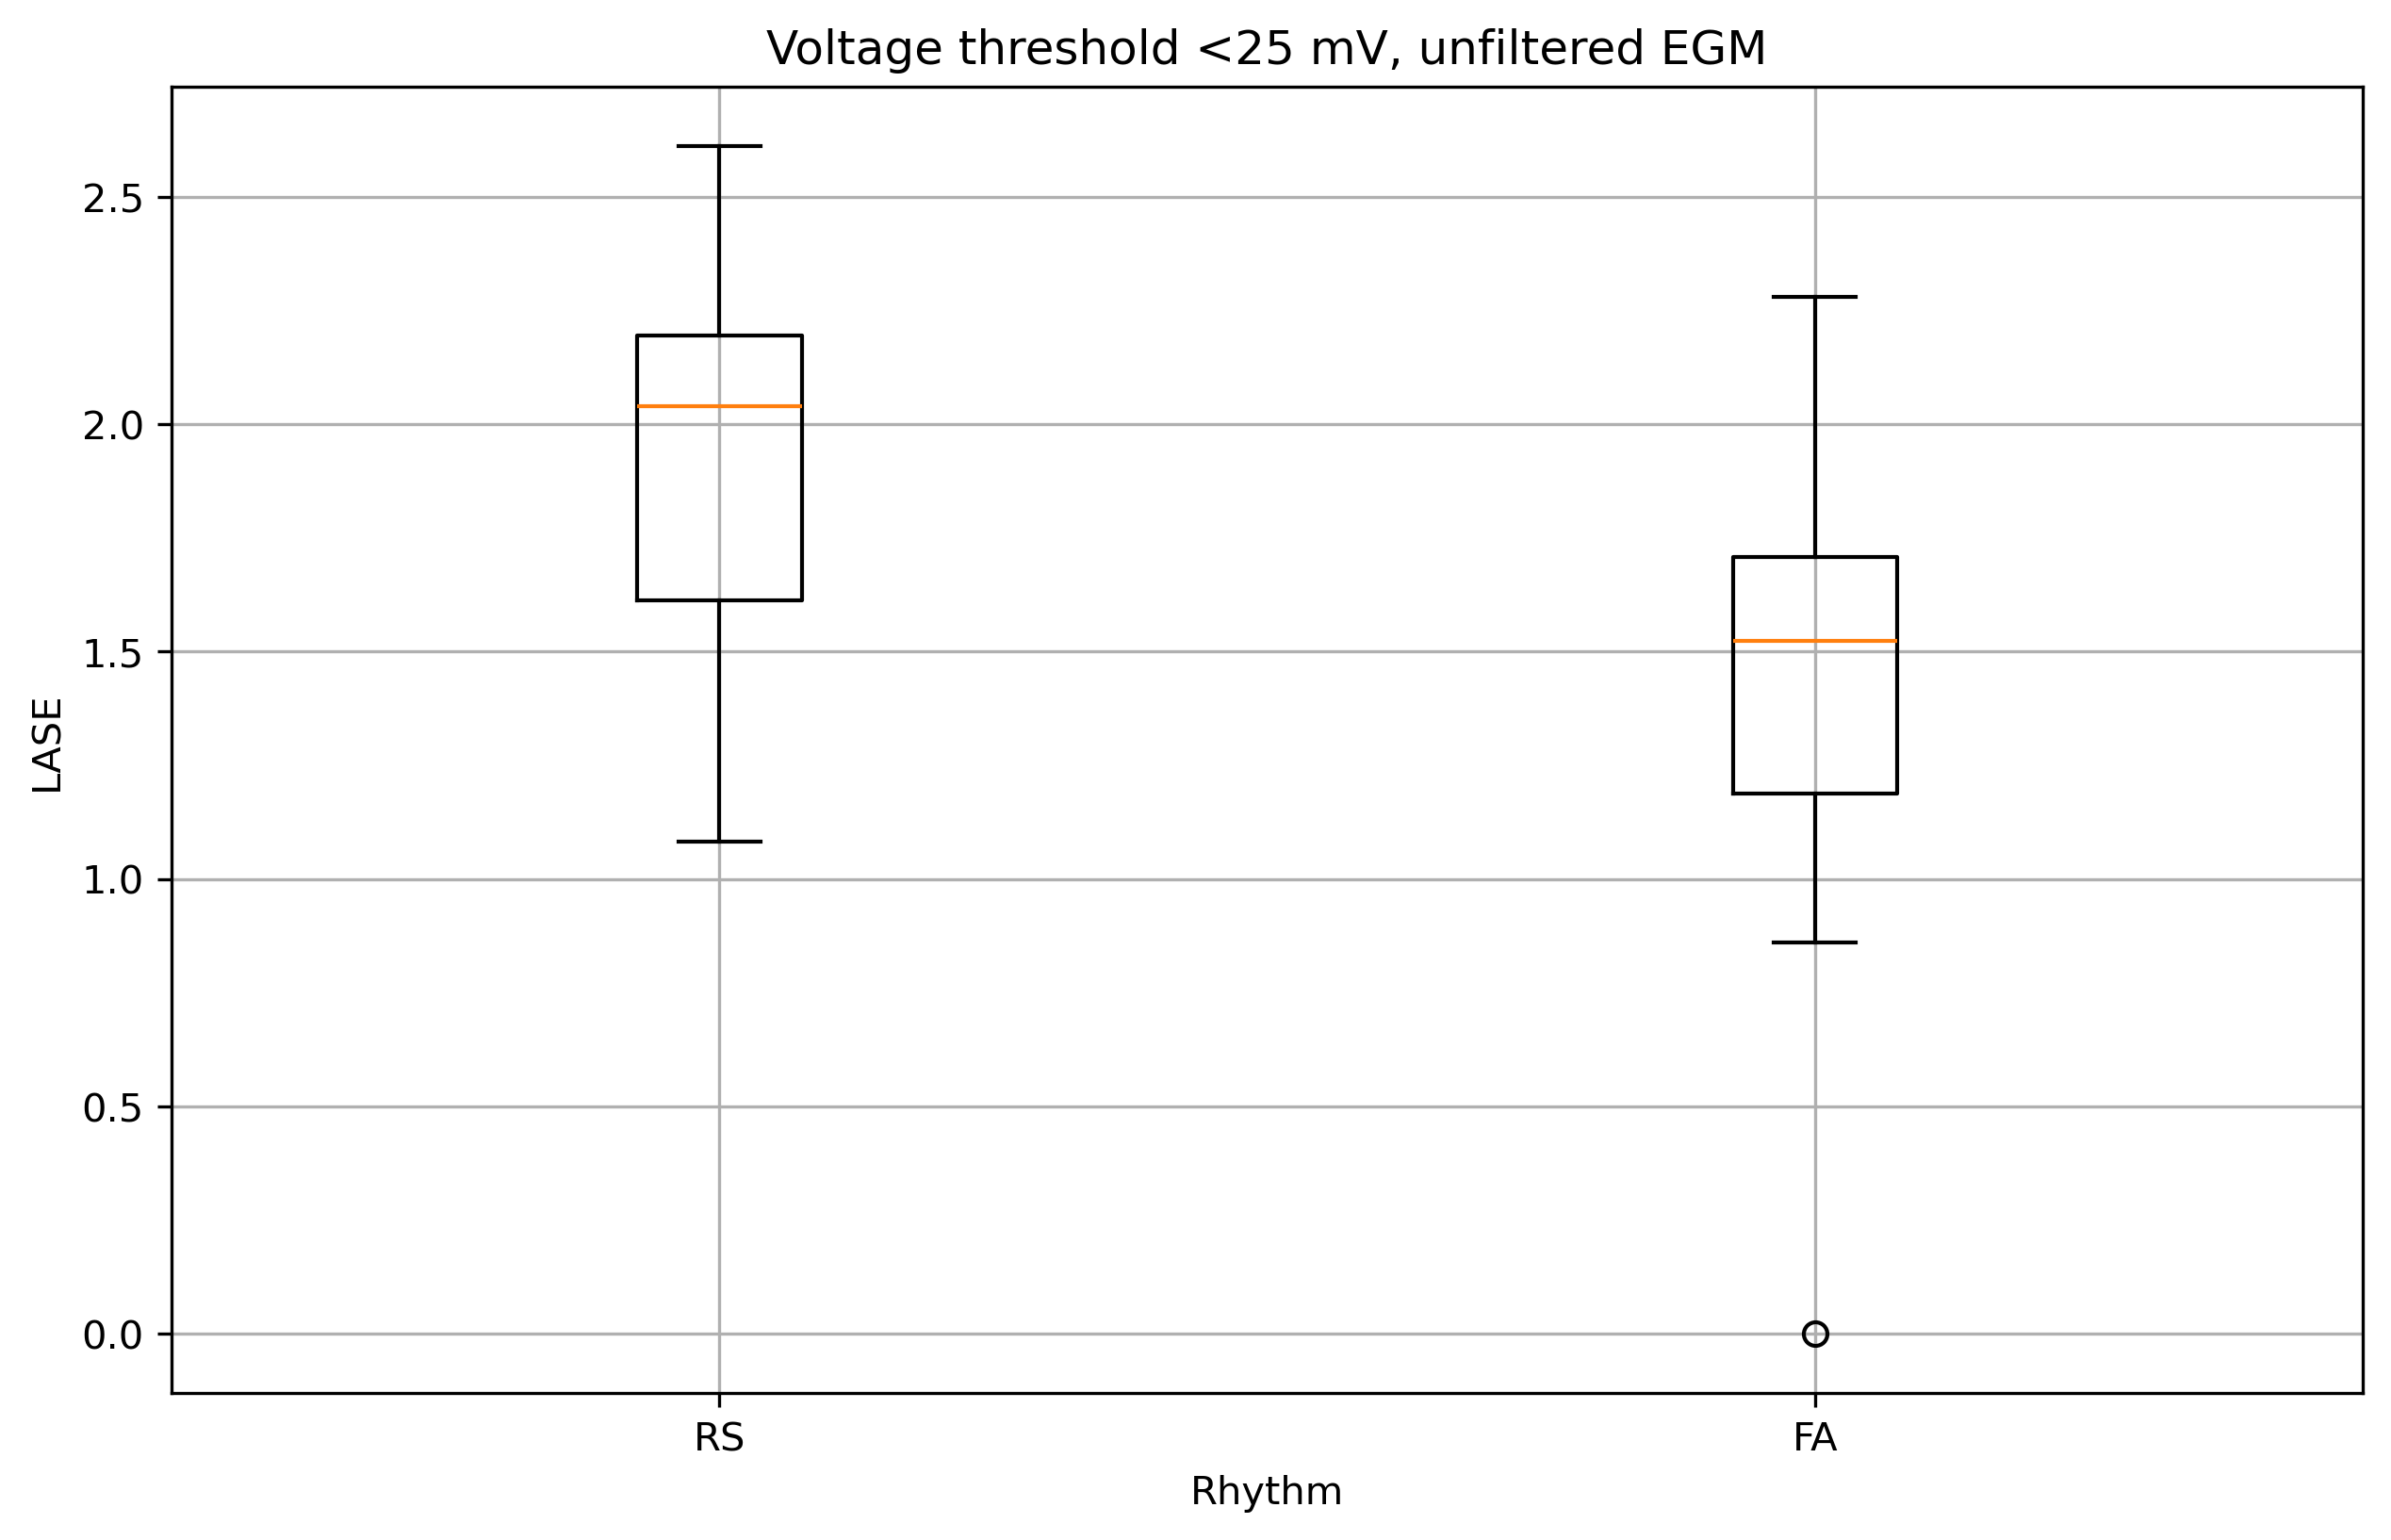 Voltage threshold <25 mV, unfiltered EGM
2.5
2.0
1.5
1.0
0.5
0.0
LASE
RS
FA
Rhythm